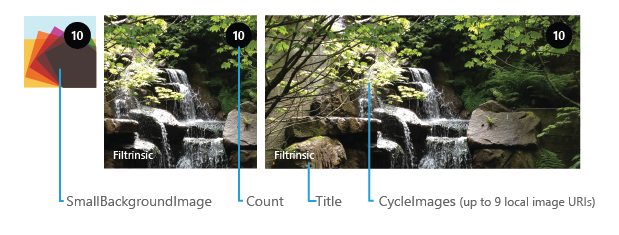 10
10
10
Filtrinsic
Filtrinsic
SmallBackgroundImage
Count
Title
CycleImages (up to 9 local image URIs)